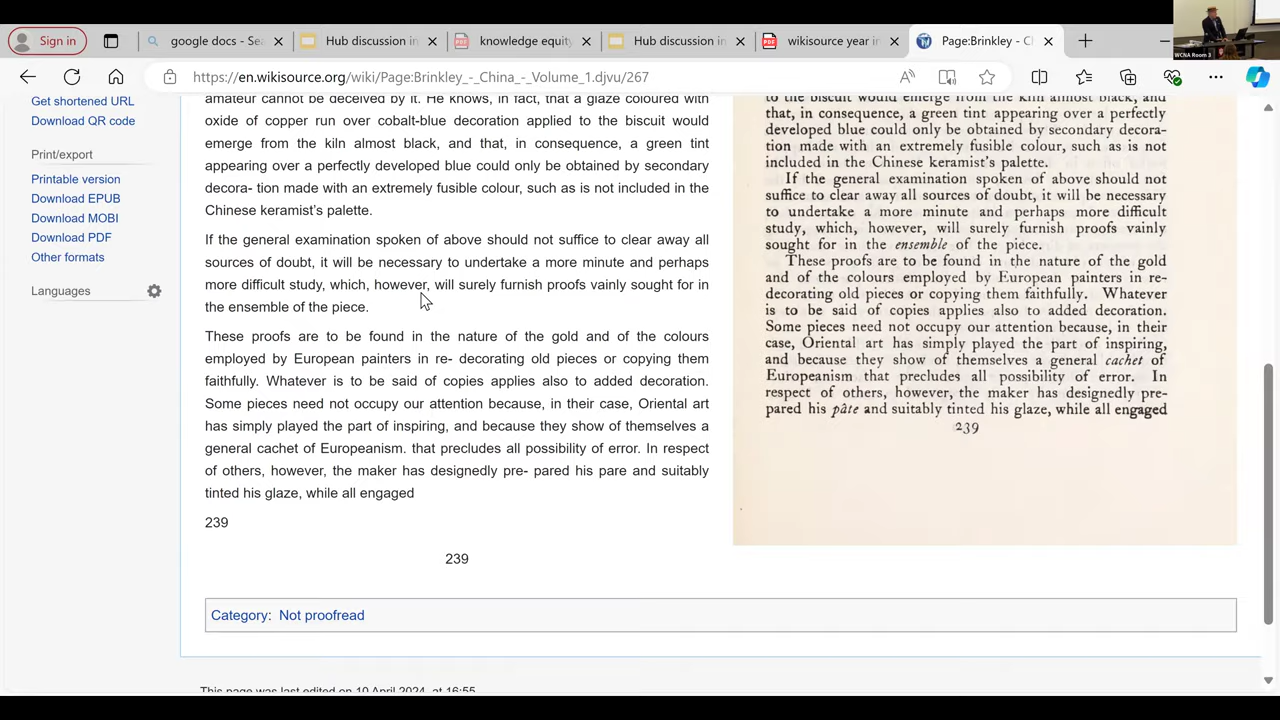 WCNA Room 3
Sign in
google docs - Sea
Hub discussion in
knowledge equity
Hub discussion in
wikisource year in
Page:Brinkley - Ch
https://en.wikisource.org/wiki/Page:Brinkley_-_China_-_Volume_1.djvu/267
Get shortened URL
Download QR code
Print/export
Printable version
Download EPUB
Download MOBI
Download PDF
Other formats
Languages
amateur cannot be deceived by it. He knows, in fact, that a glaze coloured with
oxide of copper run over cobalt-blue decoration applied to the biscuit would
emerge from the kiln almost black, and that, in consequence, a green tint
appearing over a perfectly developed blue could only be obtained by secondary
decora- tion made with an extremely fusible colour, such as is not included in the
Chinese keramist's palette.
If the general examination spoken of above should not suffice to clear away all
sources of doubt, it will be necessary to undertake a more minute and perhaps
more difficult study, which, however, will surely furnish proofs vainly sought for in
the ensemble of the piece.
These proofs are to be found in the nature of the gold and of the colours
employed by European painters in re- decorating old pieces or copying them
faithfully. Whatever is to be said of copies applies also to added decoration.
Some pieces need not occupy our attention because, in their case, Oriental art
has simply played the part of inspiring, and because they show of themselves a
general cachet of Europeanism. that precludes all possibility of error. In respect
of others, however, the maker has designedly pre- pared his pare and suitably
tinted his glaze, while all engaged
239
239
to the biscuit would emerge from the kiln almost black, and
that, in consequence, a green tint appearing over a perfectly
developed blue could only be obtained by secondary decora-
tion made with an extremely fusible colour, such as is not
included in the Chinese keramist's palette.
If the general examination spoken of above should not
suffice to clear away all sources of doubt, it will be necessary
to undertake a more minute and perhaps more difficult
study, which, however, will surely furnish proofs vainly
sought for in the ensemble of the piece.
These proofs are to be found in the nature of the gold
and of the colours employed by European painters in re-
decorating old pieces or copying them faithfully. Whatever
is to be said of copies applies also to added decoration.
Some pieces need not occupy our attention because, in their
case, Oriental art has simply played the part of inspiring,
and because they show of themselves a general cachet of
Europeanism that precludes all possibility of error. In
respect of others, however, the maker has designedly pre-
pared his pâte and suitably tinted his glaze, while all engaged
239
Category: Not proofread
This page was last edited on 10 April 2024, at 16:55